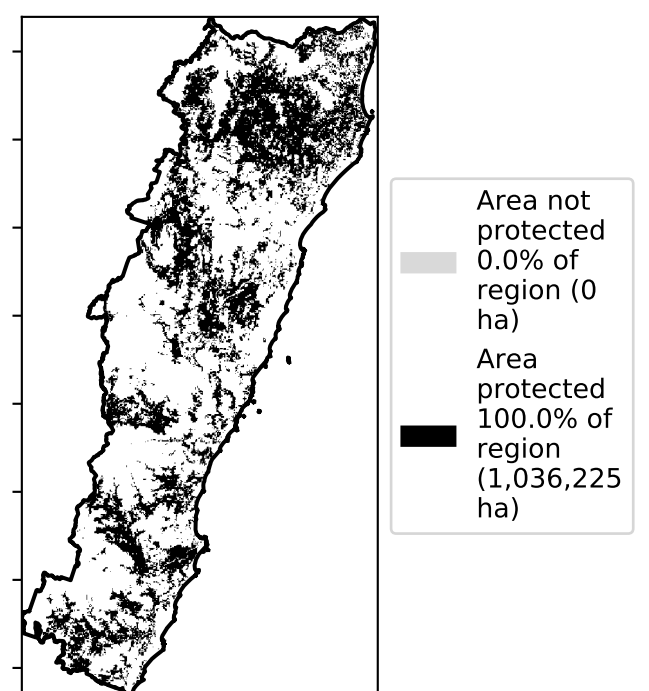 Area not
protected
0.0% of
region (0
ha)
Area
protected
100.0% of
region
(1,036,225
ha)